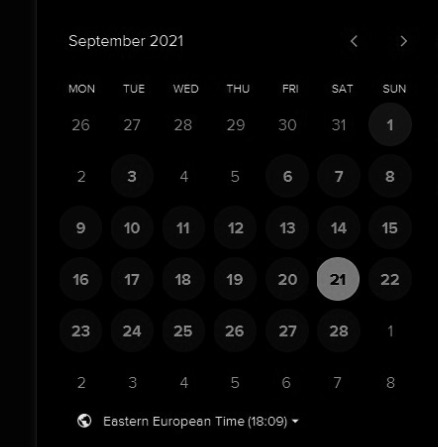 September 2021
MON TUE WED THU FRI SAT SUN
26 27 28 29 30 31 1
2 3 4 5 6 7 8
9 10 11 12 13 14 15
16 17 18 19 20 21 22
23 24 25 26 27 28 1
2 3 4 5 6 7 8
Eastern European Time (18:09)